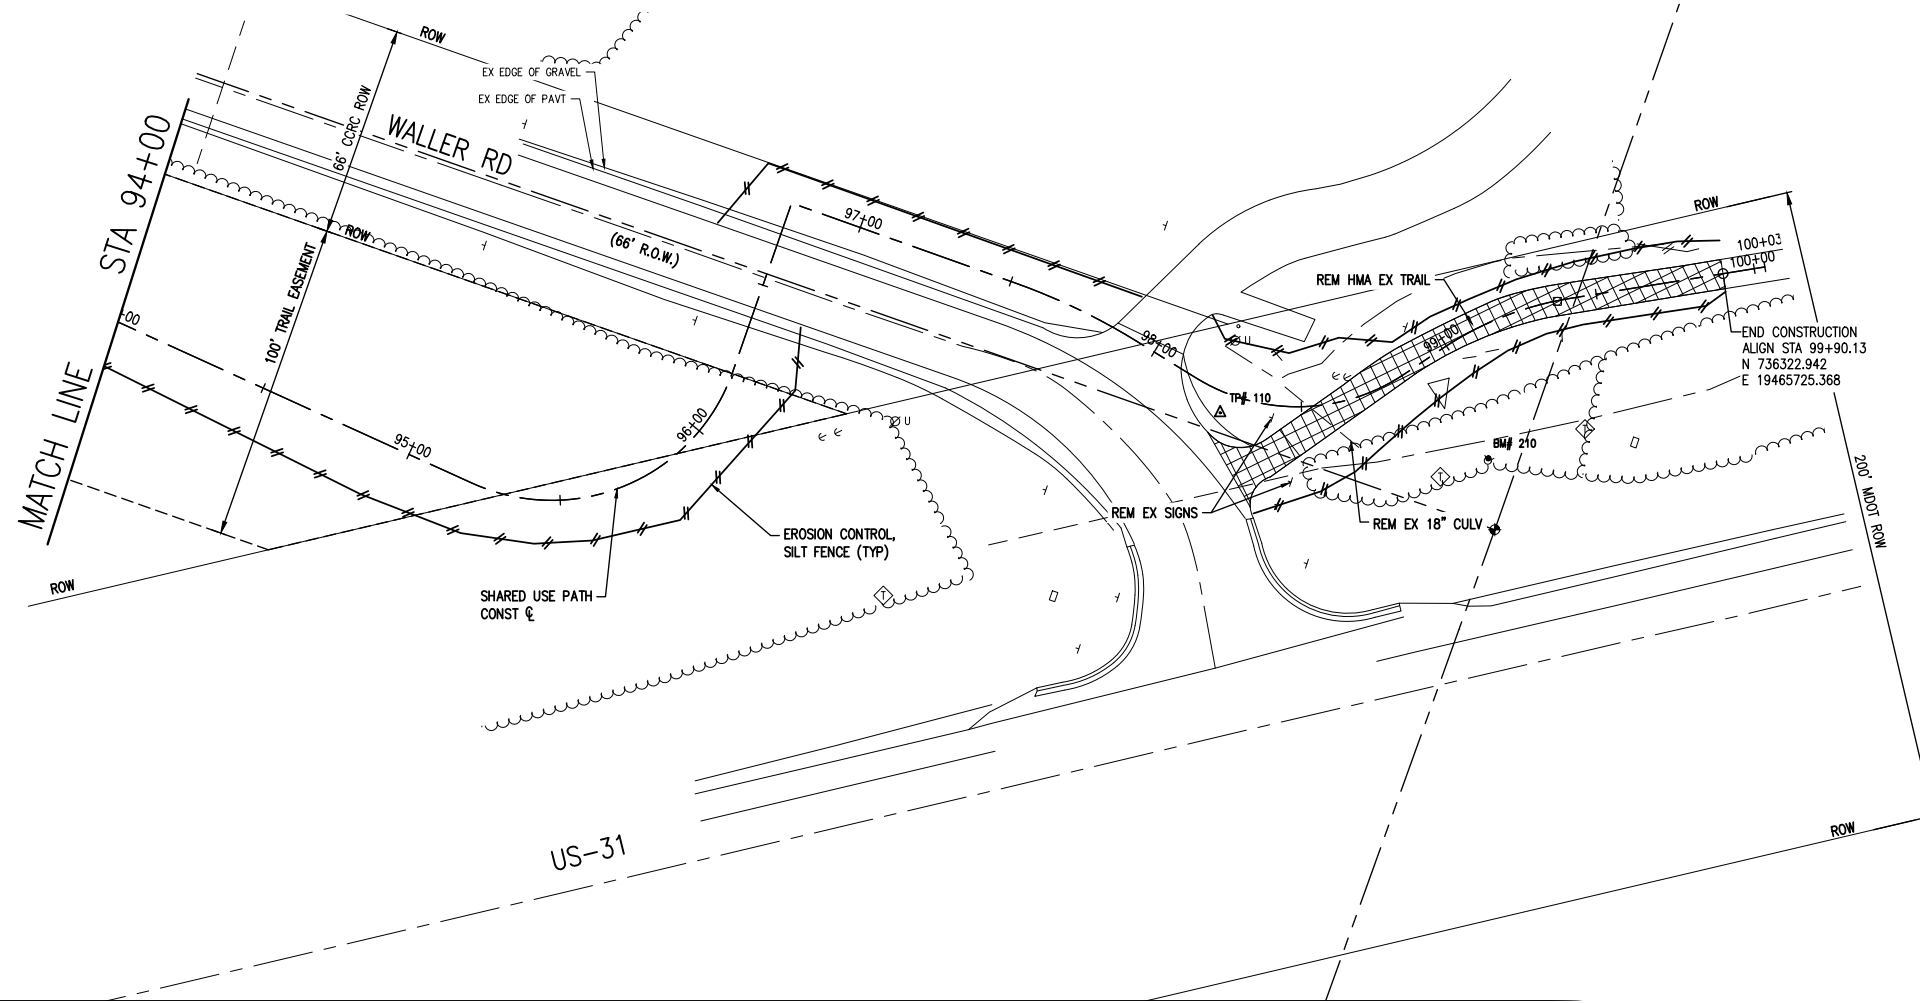 ROW
EX EDGE OF GRAVEL
EX EDGE OF PAVT
66' CCRC ROW
WALLER RD
STA 94+00
MATCH LINE
ROW
(66' R.O.W.)
100' TRAIL EASEMENT
97+00
98+00
-00
95+00
96+00
REM HMA EX TRAIL
ROW
100+03
100+00
99+00
END CONSTRUCTION
ALIGN STA 99+90.13
N 736322.942
E 19465725.368
U
TP# 110
U
BM# 210
T
T
REM EX SIGNS
REM EX 18" CULV
200' MDOT ROW
EROSION CONTROL,
SILT FENCE (TYP)
ROW
SHARED USE PATH
CONST ℄
T
US-31
ROW